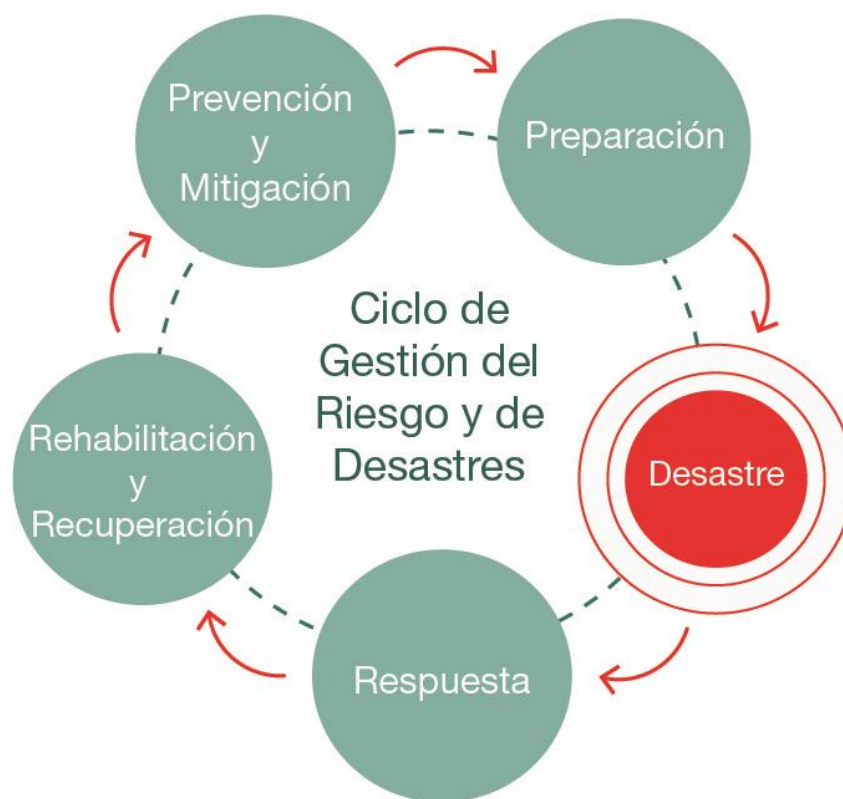 Prevención
y
Mitigación
Preparación
Ciclo de
Gestión del
Riesgo y de
Desastres
Desastre
Rehabilitación
y
Recuperación
Respuesta